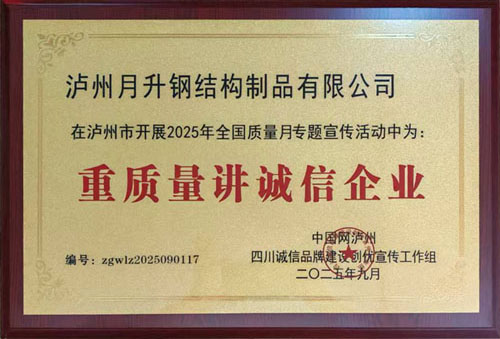 泸州月升钢结构制品有限公司
在泸州市开展2025年全国质量月专题宣传活动中为：
重质量讲诚信企业
中国网泸州
编号：zgwlz2025090117
四川诚信品牌建设创优宣传工作组
二〇二五年九月